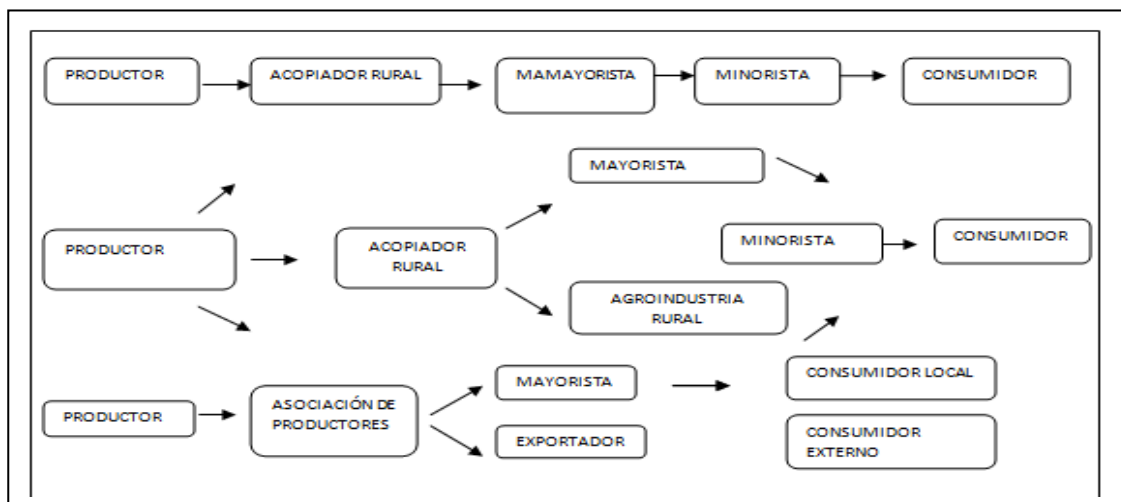 PRODUCTOR
ACOPIADOR RURAL
MAMAYORISTA
MINORISTA
CONSUMIDOR
MAYORISTA
PRODUCTOR
ACOPIADOR
RURAL
MINORISTA
CONSUMIDOR
AGROINDUSTRIA
RURAL
PRODUCTOR
ASOCIACIÓN DE
PRODUCTORES
MAYORISTA
EXPORTADOR
CONSUMIDOR LOCAL
CONSUMIDOR
EXTERNO